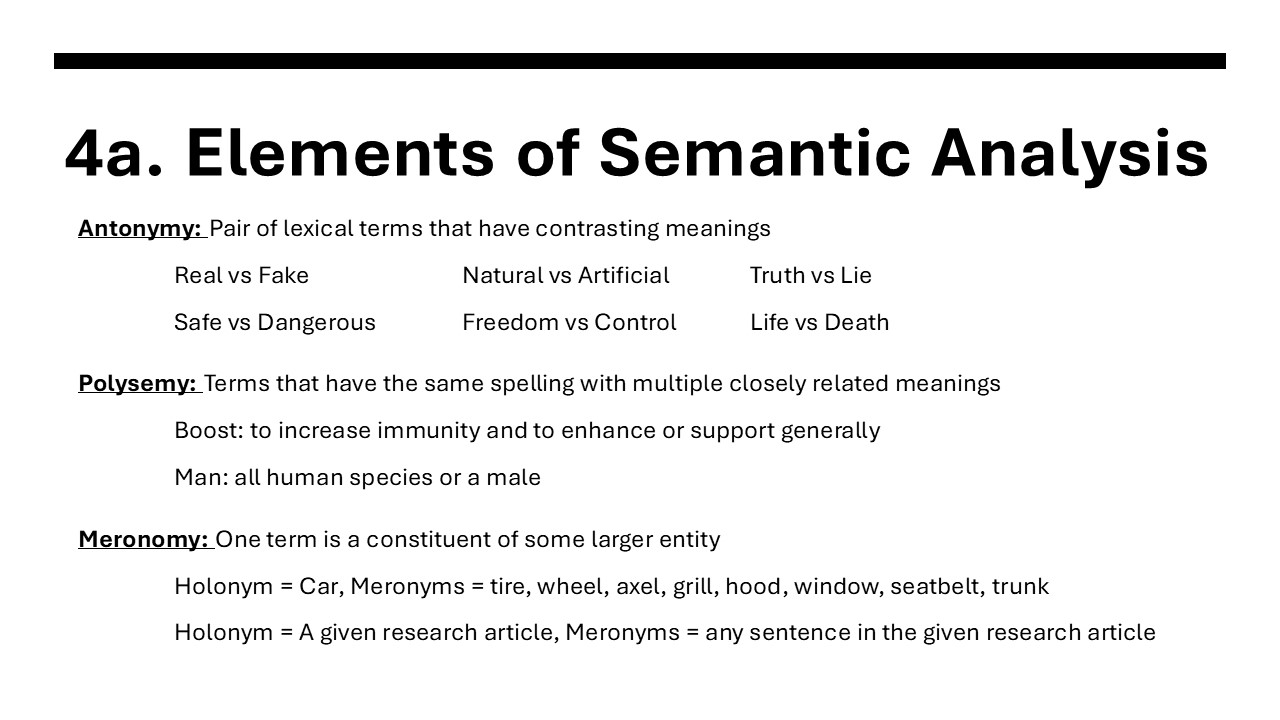 4a. Elements of Semantic Analysis
Antonymy: Pair of lexical terms that have contrasting meanings
Real vs Fake Natural vs Artificial Truth vs Lie
Safe vs Dangerous Freedom vs Control Life vs Death
Polysemy: Terms that have the same spelling with multiple closely related meanings
Boost: to increase immunity and to enhance or support generally
Man: all human species or a male
Meronomy: One term is a constituent of some larger entity
Holonym = Car, Meronyms = tire, wheel, axel, grill, hood, window, seatbelt, trunk
Holonym = A given research article, Meronyms = any sentence in the given research article